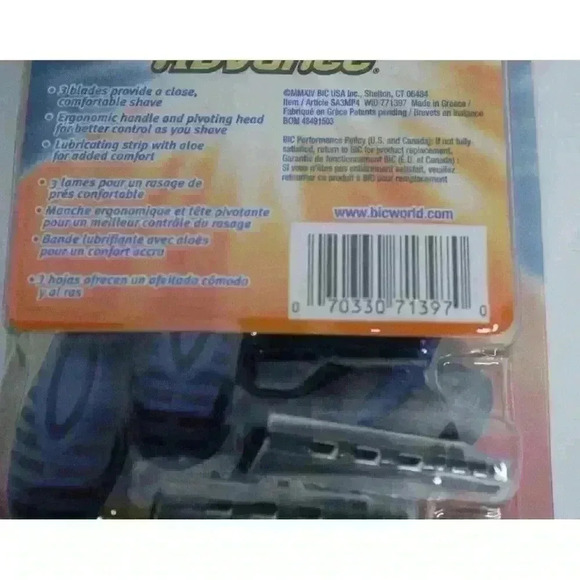 Advance®
• 3 blades provide a close,
comfortable shave
• Ergonomic handle and pivoting head
for better control as you shave
• Lubricating strip with aloe
for added comfort
• 3 lames pour un rasage de
près confortable
• Manche ergonomique et tête pivotante
pour un meilleur contrôle du rasage
• Bande lubrifiante avec aloès
pour un confort accru
• 3 hojas ofrecen un afeitado cómodo
y al ras
©MMXIV BIC USA Inc., Shelton, CT 06484
Item / Article SA3MP4 WID 771397 Made in Greece /
Fabriqué en Grèce Patents pending / Brevets en instance
BOM 48491503
BIC Performance Policy (U.S. and Canada): If not fully
satisfied, return to BIC for product replacement.
Garantie de fonctionnement BIC (É.U. et Canada) :
Si vous n'êtes pas entièrement satisfait, veuillez
retourner ce produit à BIC pour remplacement
www.bicworld.com
0 70330 71397 0